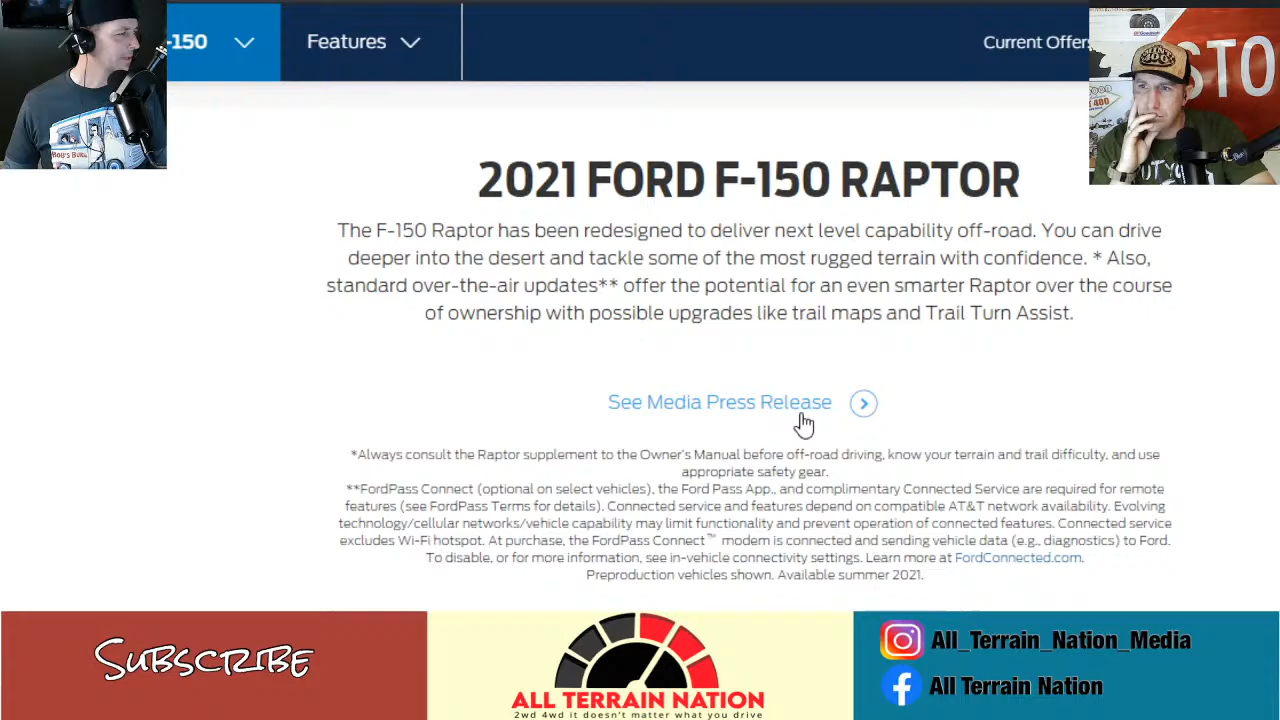 -150
Features
Current Offers
STO
400
BOB'S BURG
2021 FORD F-150 RAPTOR
The F-150 Raptor has been redesigned to deliver next level capability off-road. You can drive
deeper into the desert and tackle some of the most rugged terrain with confidence. * Also,
standard over-the-air updates** offer the potential for an even smarter Raptor over the course
of ownership with possible upgrades like trail maps and Trail Turn Assist.
See Media Press Release
*Always consult the Raptor supplement to the Owner's Manual before off-road driving, know your terrain and trail difficulty, and use
appropriate safety gear.
**FordPass Connect (optional on select vehicles), the Ford Pass App., and complimentary Connected Service are required for remote
features (see FordPass Terms for details). Connected service and features depend on compatible AT&T network availability. Evolving
technology/cellular networks/vehicle capability may limit functionality and prevent operation of connected features. Connected service
excludes Wi-Fi hotspot. At purchase, the FordPass Connect™ modem is connected and sending vehicle data (e.g., diagnostics) to Ford.
To disable, or for more information, see in-vehicle connectivity settings. Learn more at FordConnected.com.
Preproduction vehicles shown. Available summer 2021.
SUBSCRIBE
ALL TERRAIN NATION
2wd 4wd it doesn't matter what you drive
All_Terrain_Nation_Media
All Terrain Nation